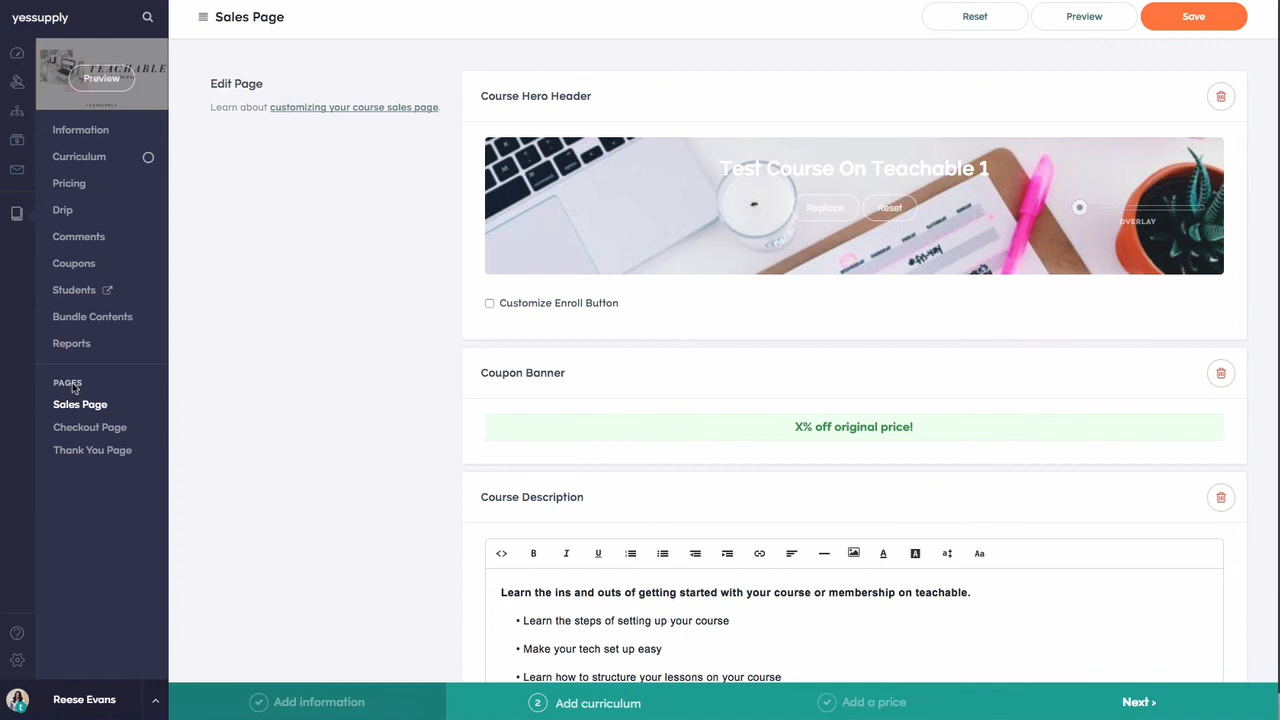 yessupply
Sales Page
Reset
Preview
Save
TEACHABLE
Preview
Information
Curriculum
Pricing
Drip
Comments
Coupons
Students
Bundle Contents
Reports
PAGES
Sales Page
Checkout Page
Thank You Page
Reese Evans
Edit Page
Learn about customizing your course sales page.
Course Hero Header
Test Course On Teachable 1
Replace
Reset
OVERLAY
Customize Enroll Button
Coupon Banner
X% off original price!
Course Description
<> B I U Aa
Learn the ins and outs of getting started with your course or membership on teachable.
• Learn the steps of setting up your course
• Make your tech set up easy
• Learn how to structure your lessons on your course
Add information
2 Add curriculum
Add a price
Next ›